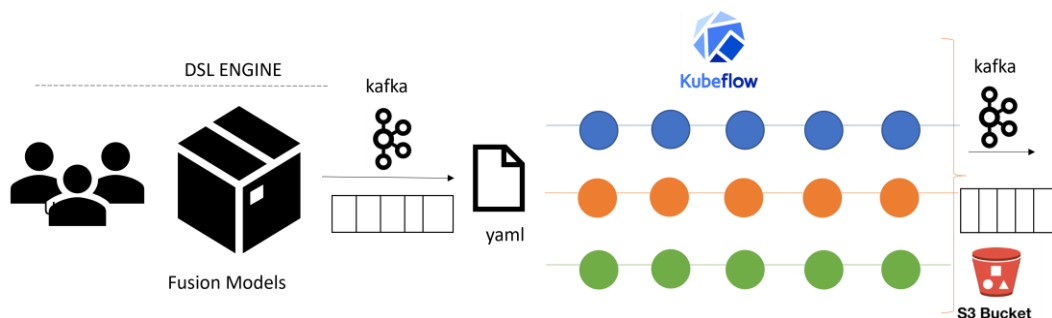 DSL ENGINE
kafka
Fusion Models
yaml
Kubeflow
kafka
S3 Bucket